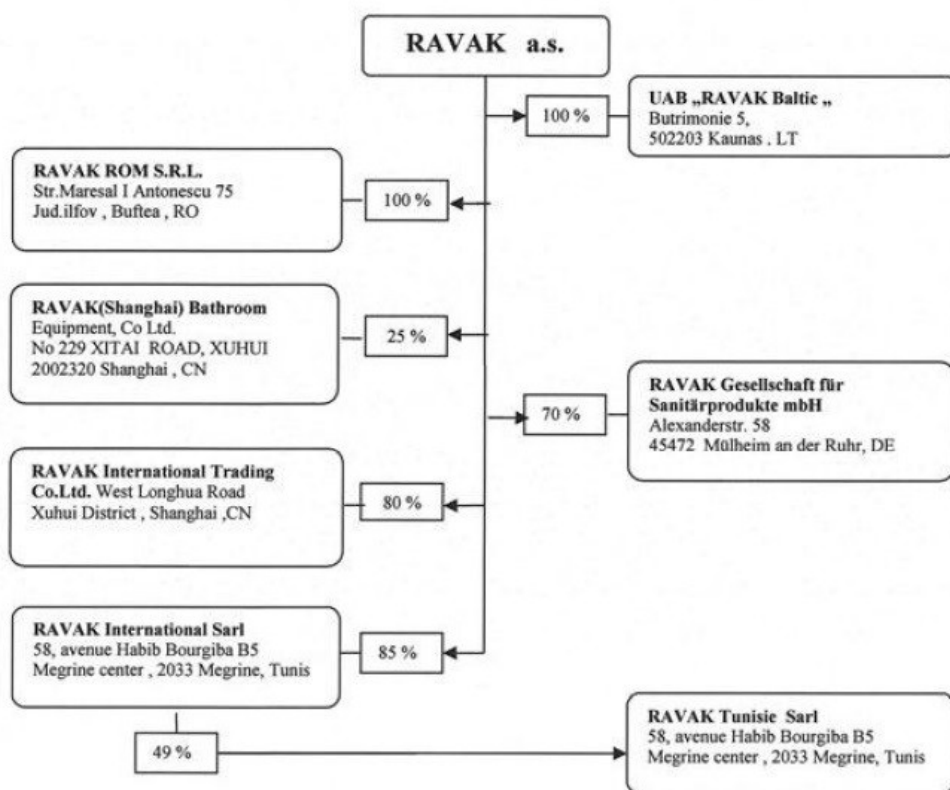 RAVAK a.s.
100 %
UAB „RAVAK Baltic „
Butrimonie 5,
502203 Kaunas . LT
RAVAK ROM S.R.L.
Str.Maresal I Antonescu 75
Jud.ilfov , Buftea , RO
100 %
RAVAK(Shanghai) Bathroom
Equipment, Co Ltd.
No 229 XITAI ROAD, XUHUI
2002320 Shanghai , CN
25 %
70 %
RAVAK Gesellschaft für
Sanitärprodukte mbH
Alexanderstr. 58
45472 Mülheim an der Ruhr, DE
RAVAK International Trading
Co.Ltd. West Longhua Road
Xuhui District , Shanghai ,CN
80 %
RAVAK International Sarl
58, avenue Habib Bourgiba B5
Megrine center , 2033 Megrine, Tunis
85 %
49 %
RAVAK Tunisie Sarl
58, avenue Habib Bourgiba B5
Megrine center , 2033 Megrine, Tunis